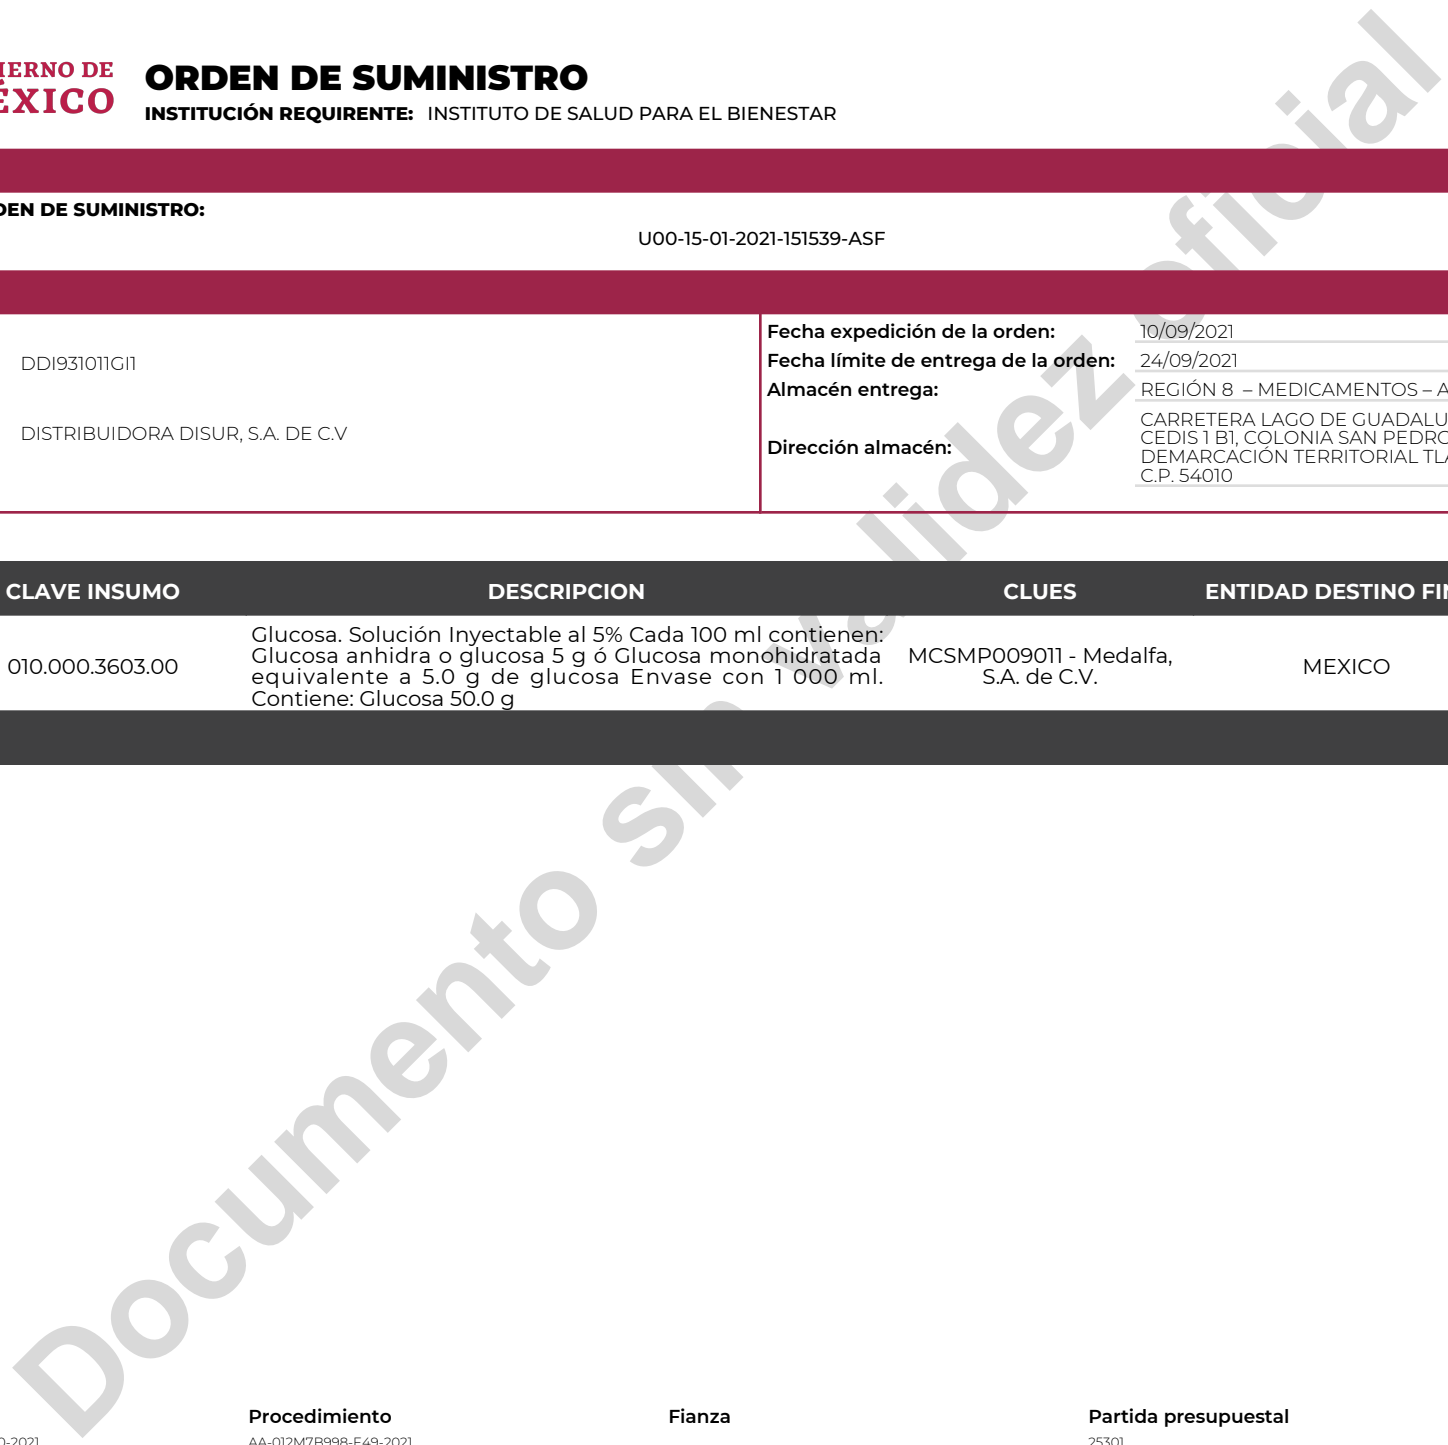 ORDEN DE SUMINISTRO
INSTITUCIÓN REQUIRENTE: INSTITUTO DE SALUD PARA EL BIENESTAR
DE SUMINISTRO:
U00-15-01-2021-151539-ASF
DDI931011GI1
DISTRIBUIDORA DISUR, S.A. DE C.V
Fecha expedición de la orden: 10/09/2021
Fecha límite de entrega de la orden: 24/09/2021
Almacén entrega: REGIÓN 8 – MEDICAMENTOS – A
Dirección almacén: CARRETERA LAGO DE GUADALU
CEDIS 1 B1, COLONIA SAN PEDRO
DEMARCACIÓN TERRITORIAL TLA
C.P. 54010
CLAVE INSUMO DESCRIPCION CLUES ENTIDAD DESTINO FIN
010.000.3603.00
Glucosa. Solución Inyectable al 5% Cada 100 ml contienen:
Glucosa anhidra o glucosa 5 g ó Glucosa monohidratada
equivalente a 5.0 g de glucosa Envase con 1 000 ml.
Contiene: Glucosa 50.0 g
MCSMP009011 - Medalfa,
S.A. de C.V.
MEXICO
Documento sin validez oficial
Procedimiento Fianza Partida presupuestal
AA-012M7B998-E49-2021 25301